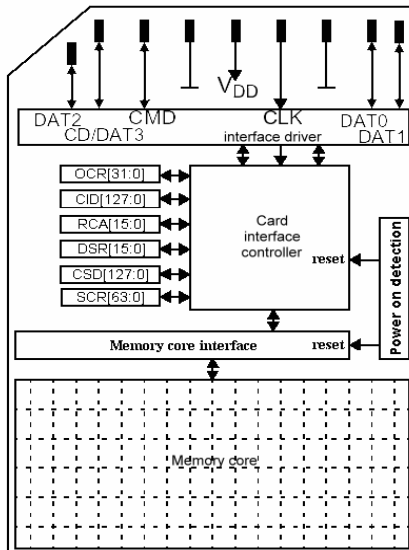 V_DD
DAT2 CMD CLK DAT0
CD/DAT3 interface driver DAT1
OCR[31:0]
CID[127:0]
RCA[15:0]
DSR[15:0]
CSD[127:0]
SCR[63:0]
Card
interface
controller
reset
Power on detection
Memory core interface reset
Memory core